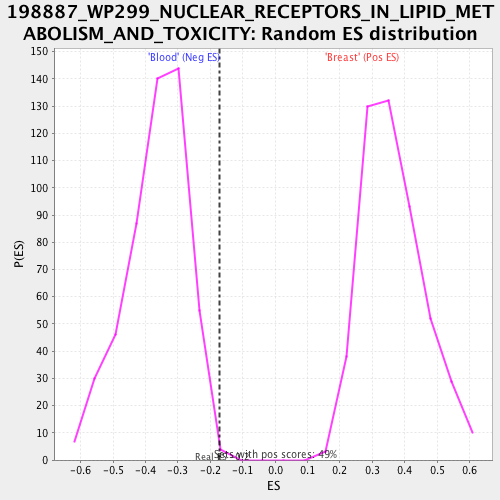 198887_WP299_NUCLEAR_RECEPTORS_IN_LIPID_MET
ABOLISM_AND_TOXICITY: Random ES distribution
'Blood' (Neg ES)
'Breast' (Pos ES)
150
140
130
120
110
100
90
80
70
60
50
40
30
20
10
0
P(ES)
Sets with pos scores: 49%
Real
-0.6 -0.5 -0.4 -0.3 -0.2 -0.1 0.0 0.1 0.2 0.3 0.4 0.5 0.6
ES